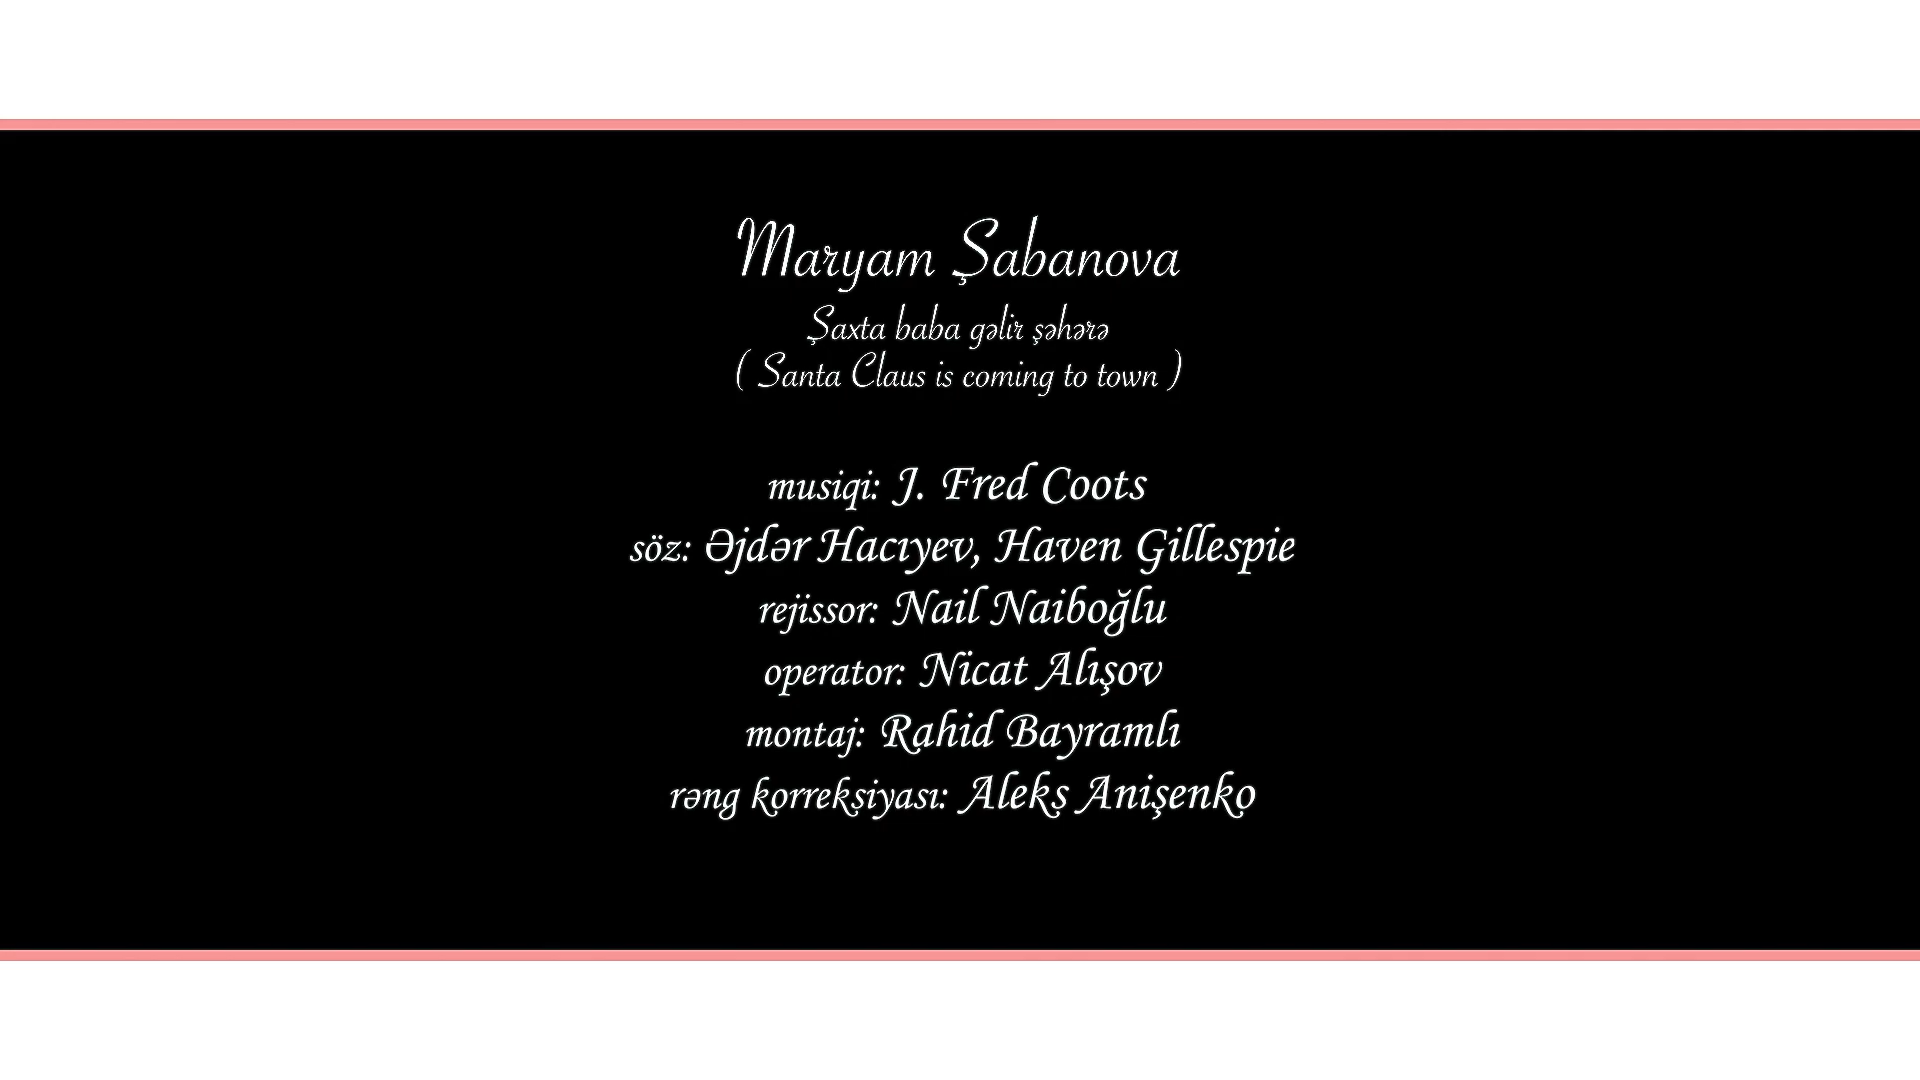 Maryam Şabanova
Şaxta baba gəlir şəhərə
( Santa Claus is coming to town )
musiqi: J. Fred Coots
söz: Əjdər Hacıyev, Haven Gillespie
rejissor: Nail Naiboğlu
operator: Nicat Alışov
montaj: Rahid Bayramlı
rəng korreksiyası: Aleks Anişenko